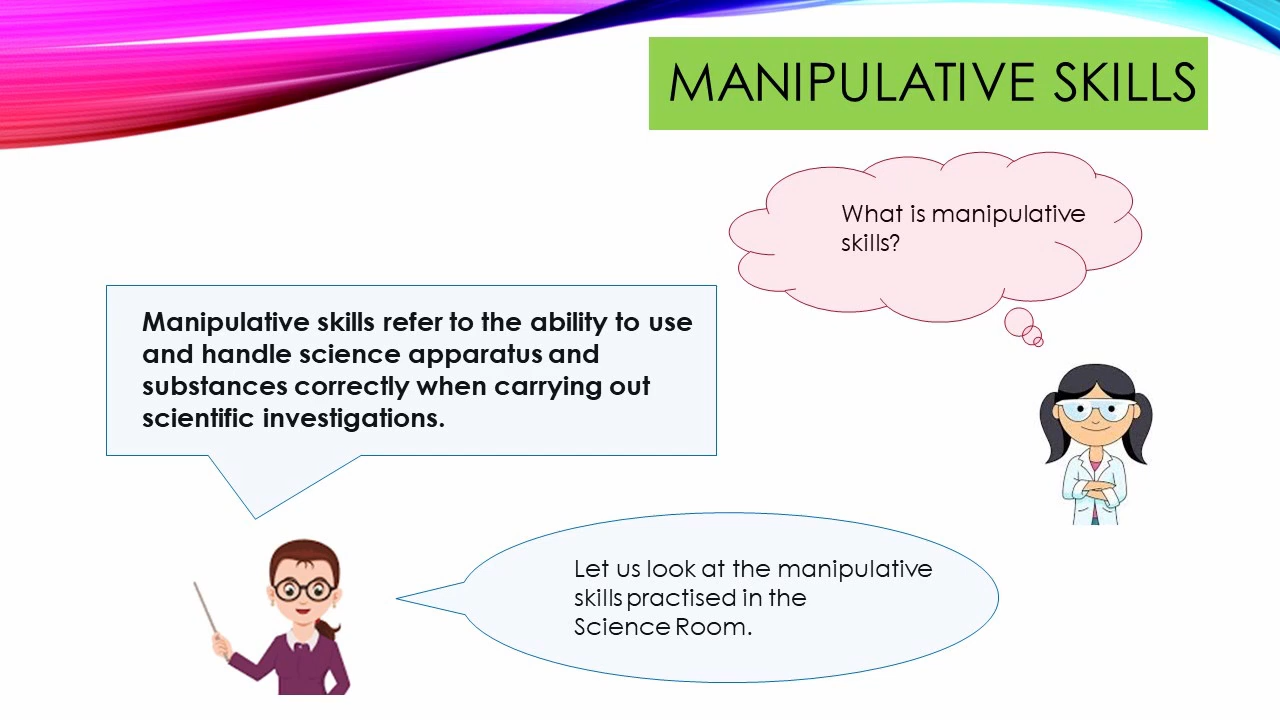 MANIPULATIVE SKILLS
What is manipulative
skills?
Manipulative skills refer to the ability to use
and handle science apparatus and
substances correctly when carrying out
scientific investigations.
Let us look at the manipulative
skills practised in the
Science Room.